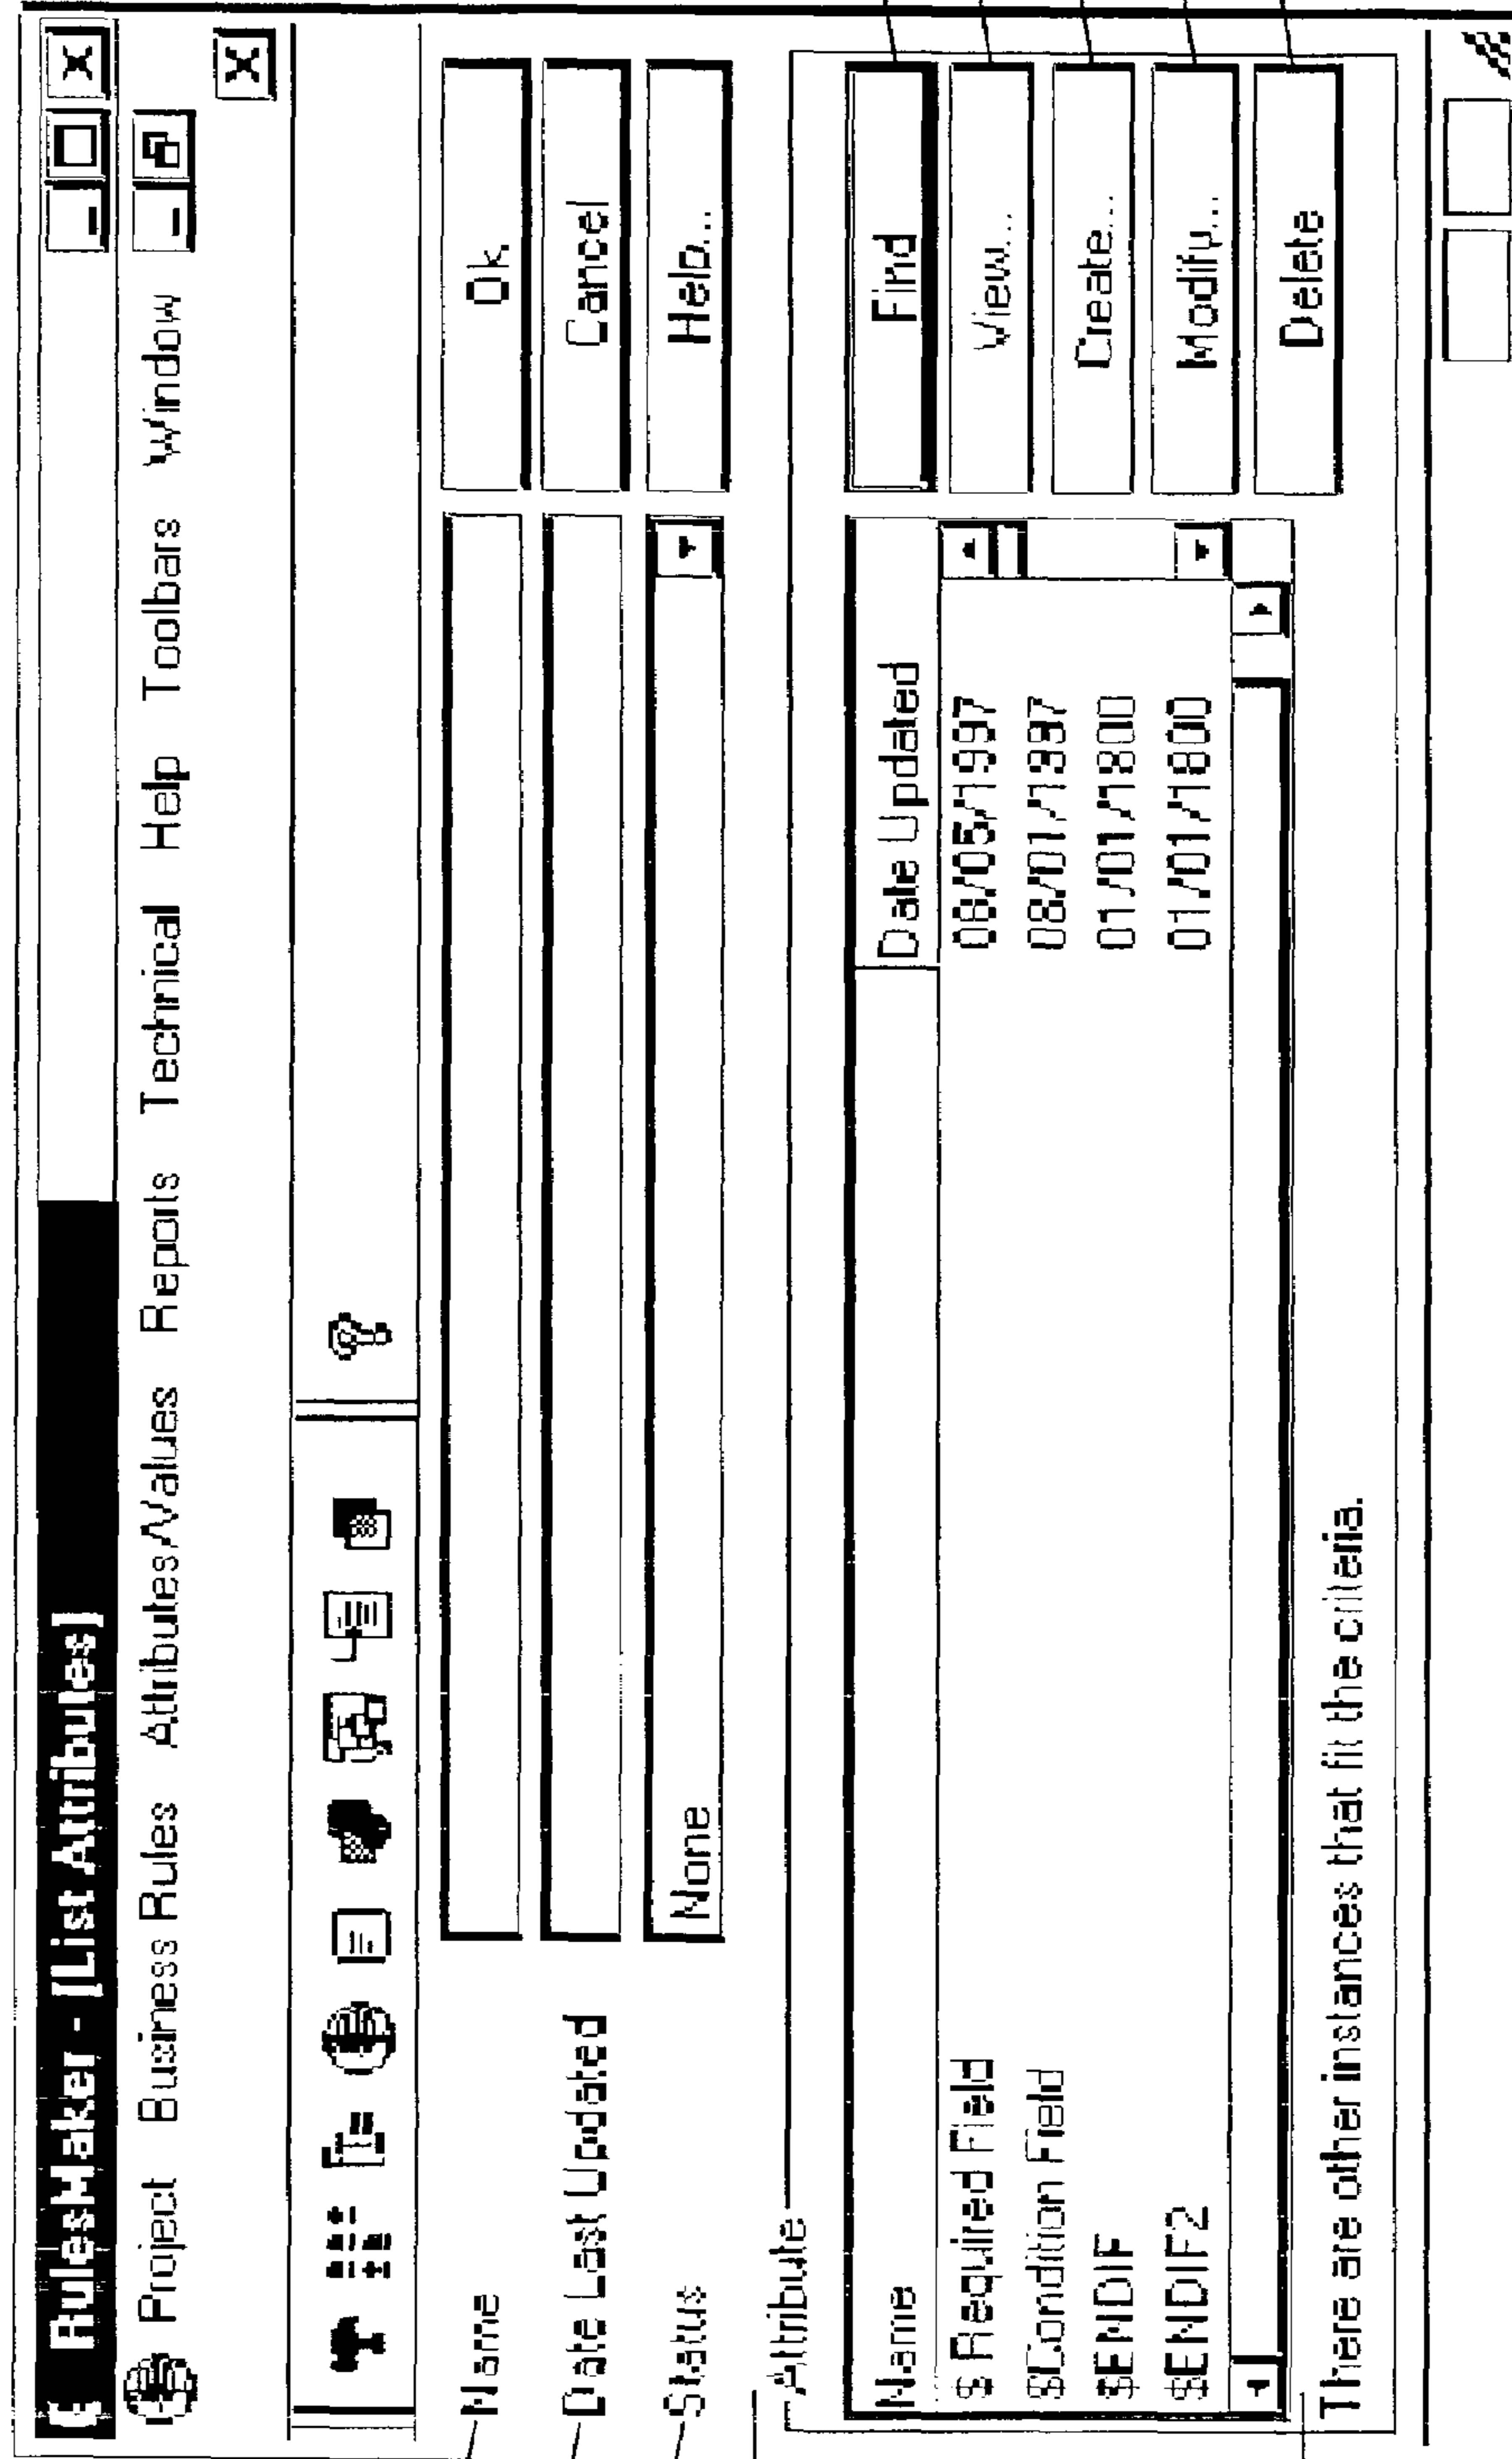 RulesMaker - [List Attributes]
Project Business Rules Attributes/Values Reports Technical Help Toolbars Window
Name
Ok
Date Last Updated
Cancel
Status
None
Help...
Attribute
Name Date Updated
Find
$ Required Field 08/05/1997
View...
$Condition Field 08/01/1997
Create...
$ENDIF 01/01/1800
Modify...
$ENDIF2 01/01/1800
Delete
There are other instances that fit the criteria.